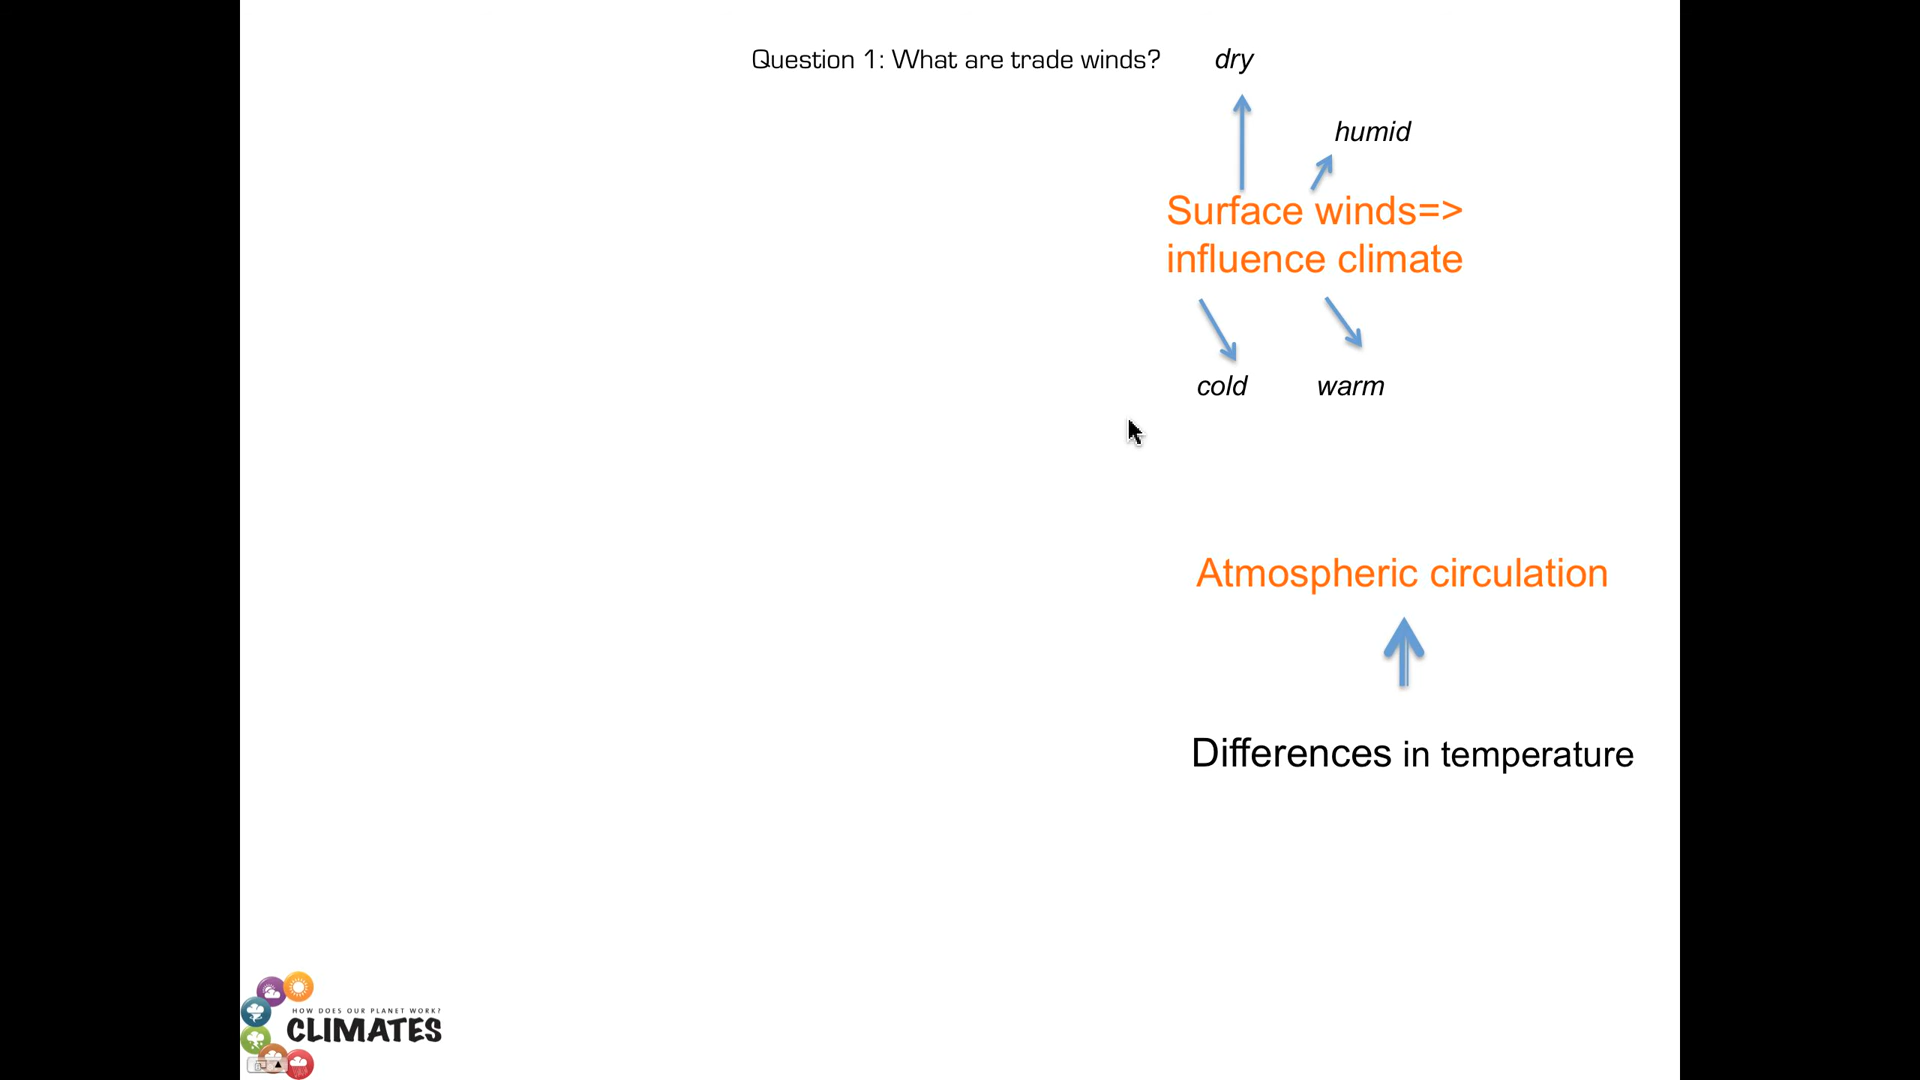 Question 1: What are trade winds?
dry
humid
Surface winds=>
influence climate
cold
warm
Atmospheric circulation
Differences in temperature
HOW DOES OUR PLANET WORK?
CLIMATES